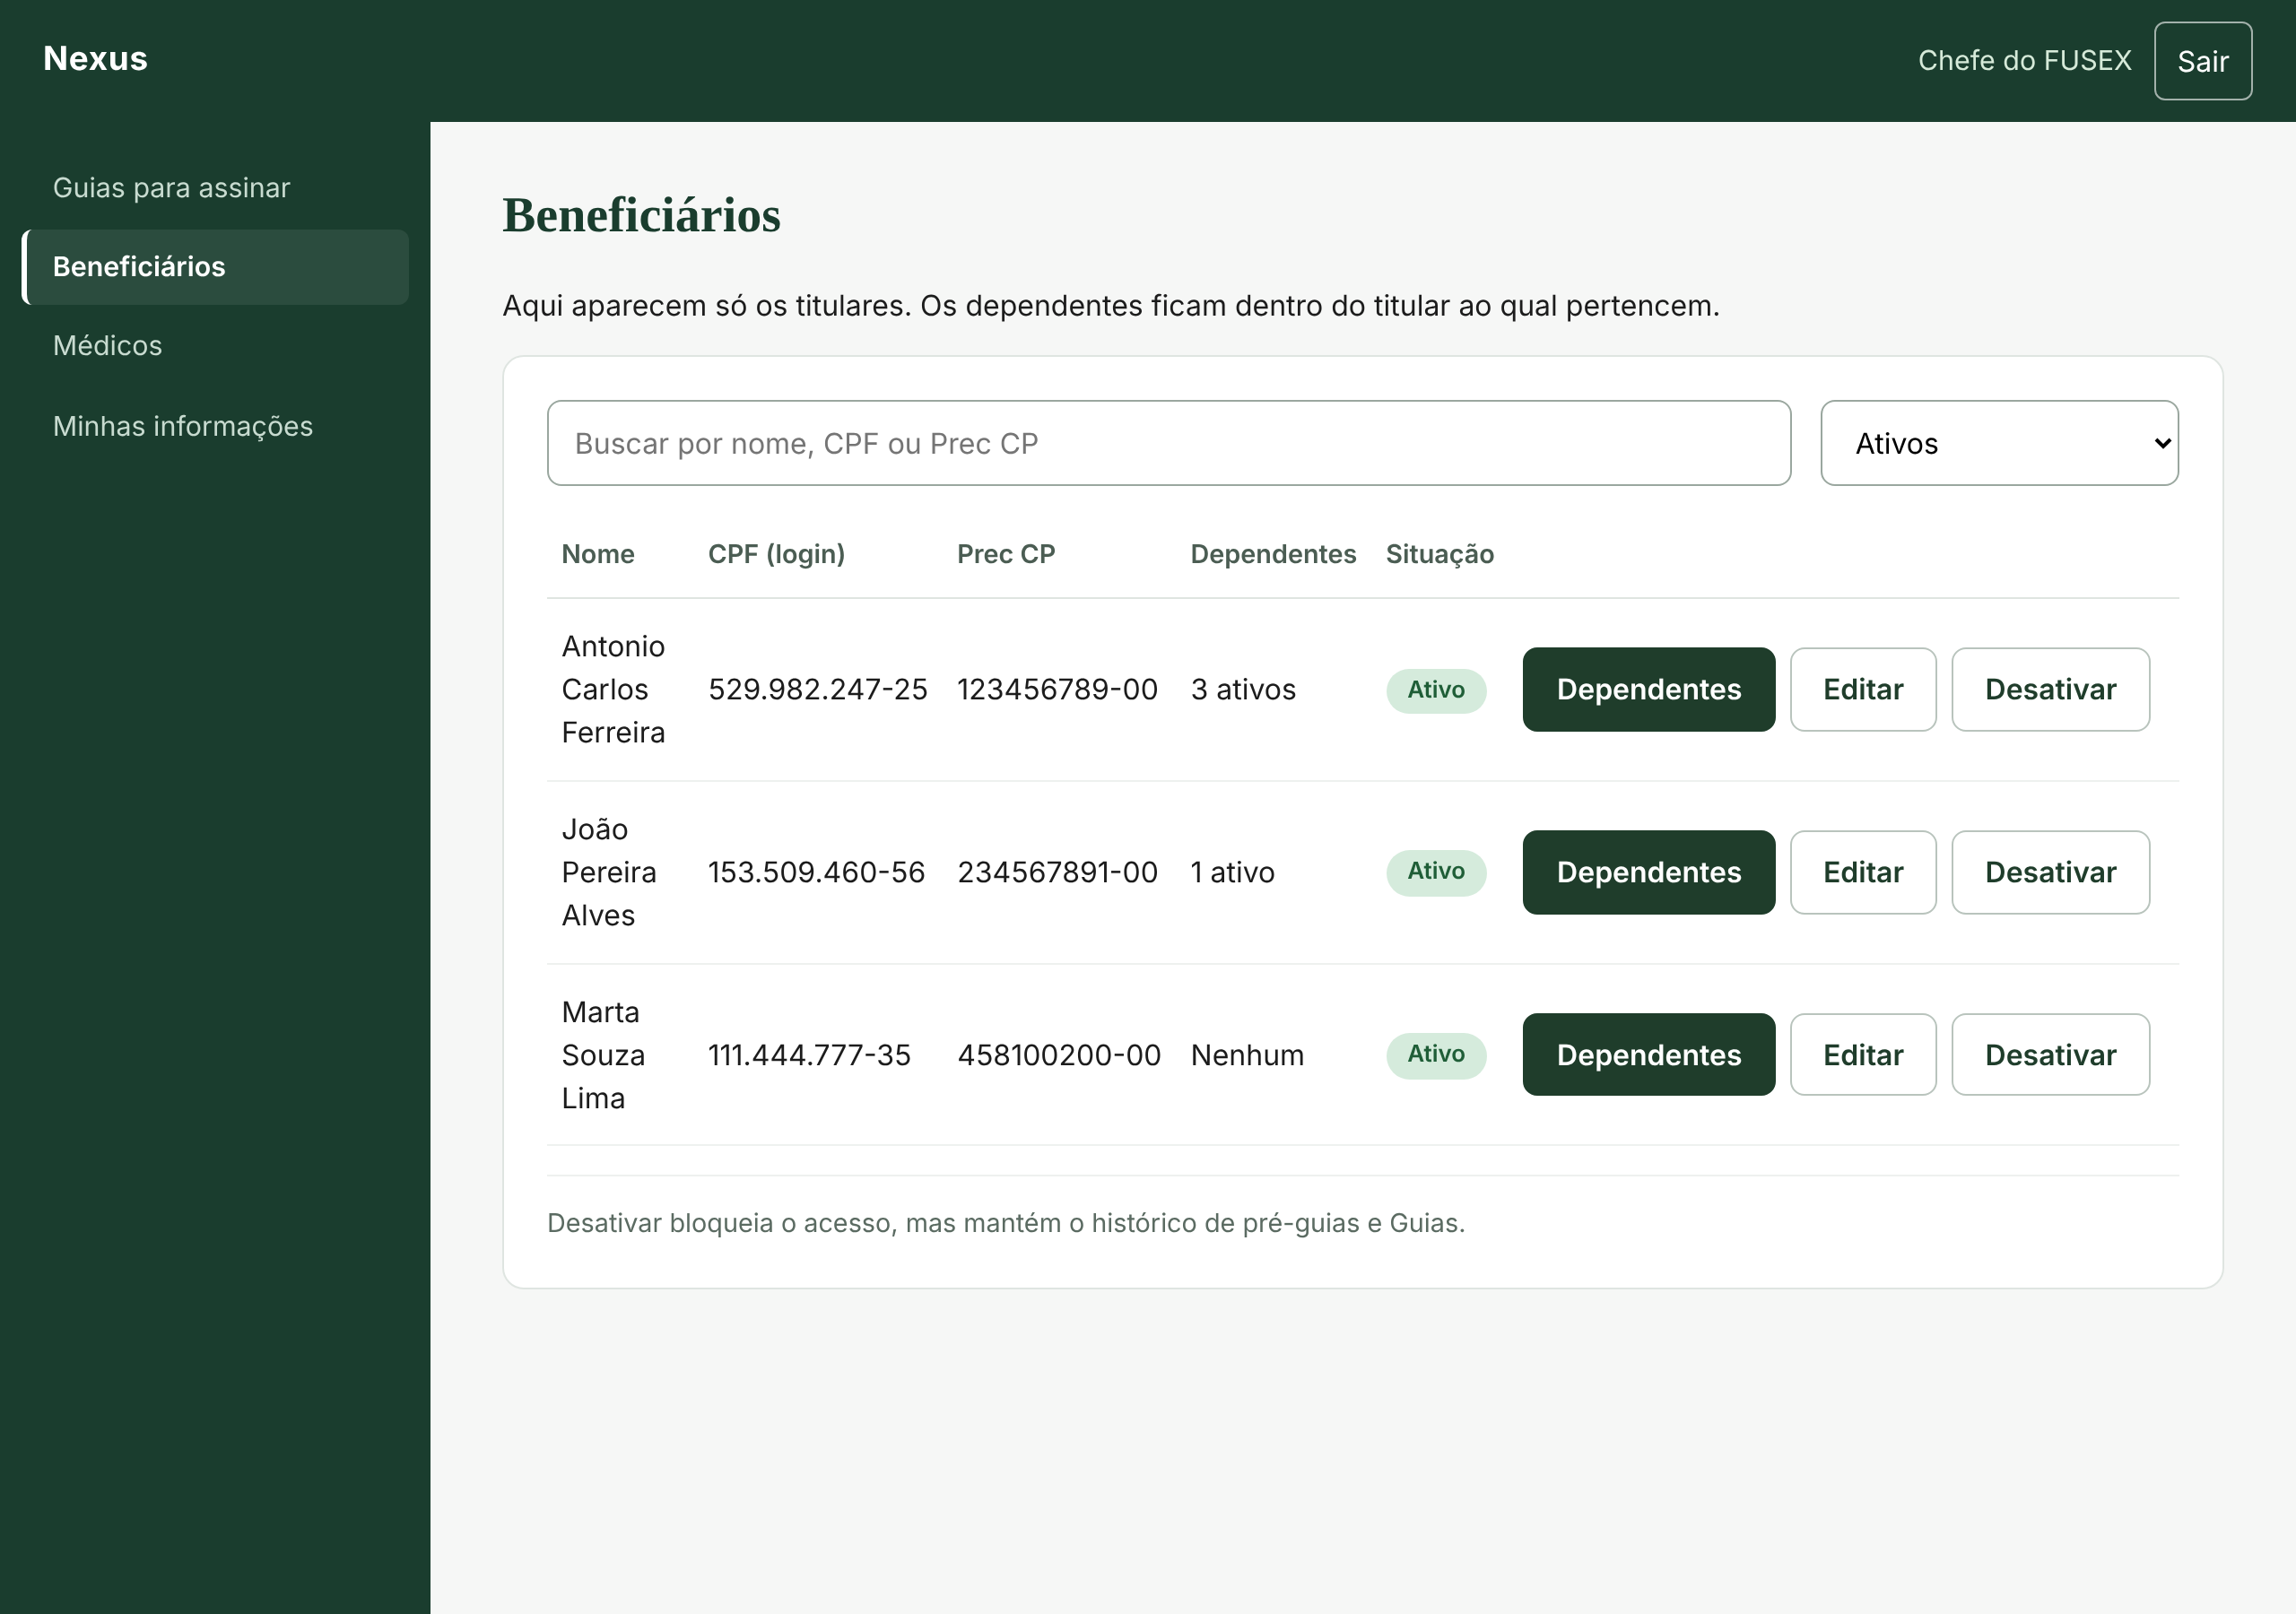 Nexus
Chefe do FUSEX
Sair
Guias para assinar
Beneficiários
Médicos
Minhas informações
Beneficiários
Aqui aparecem só os titulares. Os dependentes ficam dentro do titular ao qual pertencem.
Buscar por nome, CPF ou Prec CP
Ativos
Nome CPF (login) Prec CP Dependentes Situação
Antonio
Carlos
Ferreira
529.982.247-25 123456789-00 3 ativos Ativo Dependentes Editar Desativar
João
Pereira
Alves
153.509.460-56 234567891-00 1 ativo Ativo Dependentes Editar Desativar
Marta
Souza
Lima
111.444.777-35 458100200-00 Nenhum Ativo Dependentes Editar Desativar
Desativar bloqueia o acesso, mas mantém o histórico de pré-guias e Guias.